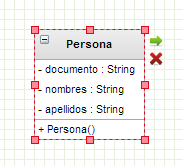 Persona
- documento : String
- nombres : String
- apellidos : String
+ Persona()